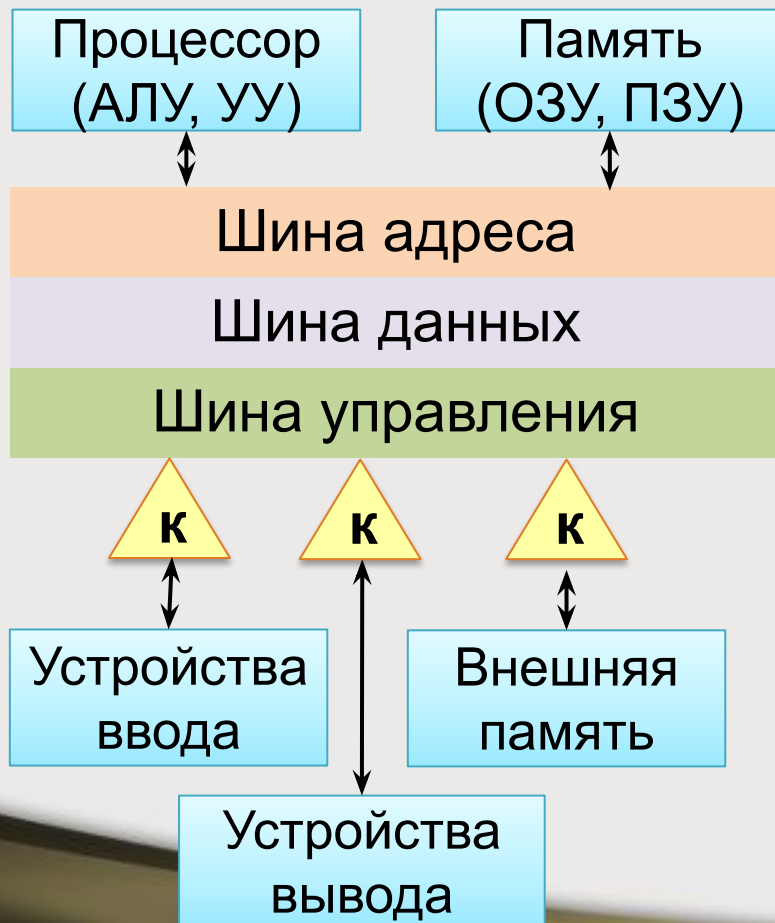 Процессор
(АЛУ, УУ)
Память
(ОЗУ, ПЗУ)
Шина адреса
Шина данных
Шина управления
к
к
к
Устройства
ввода
Внешняя
память
Устройства
вывода